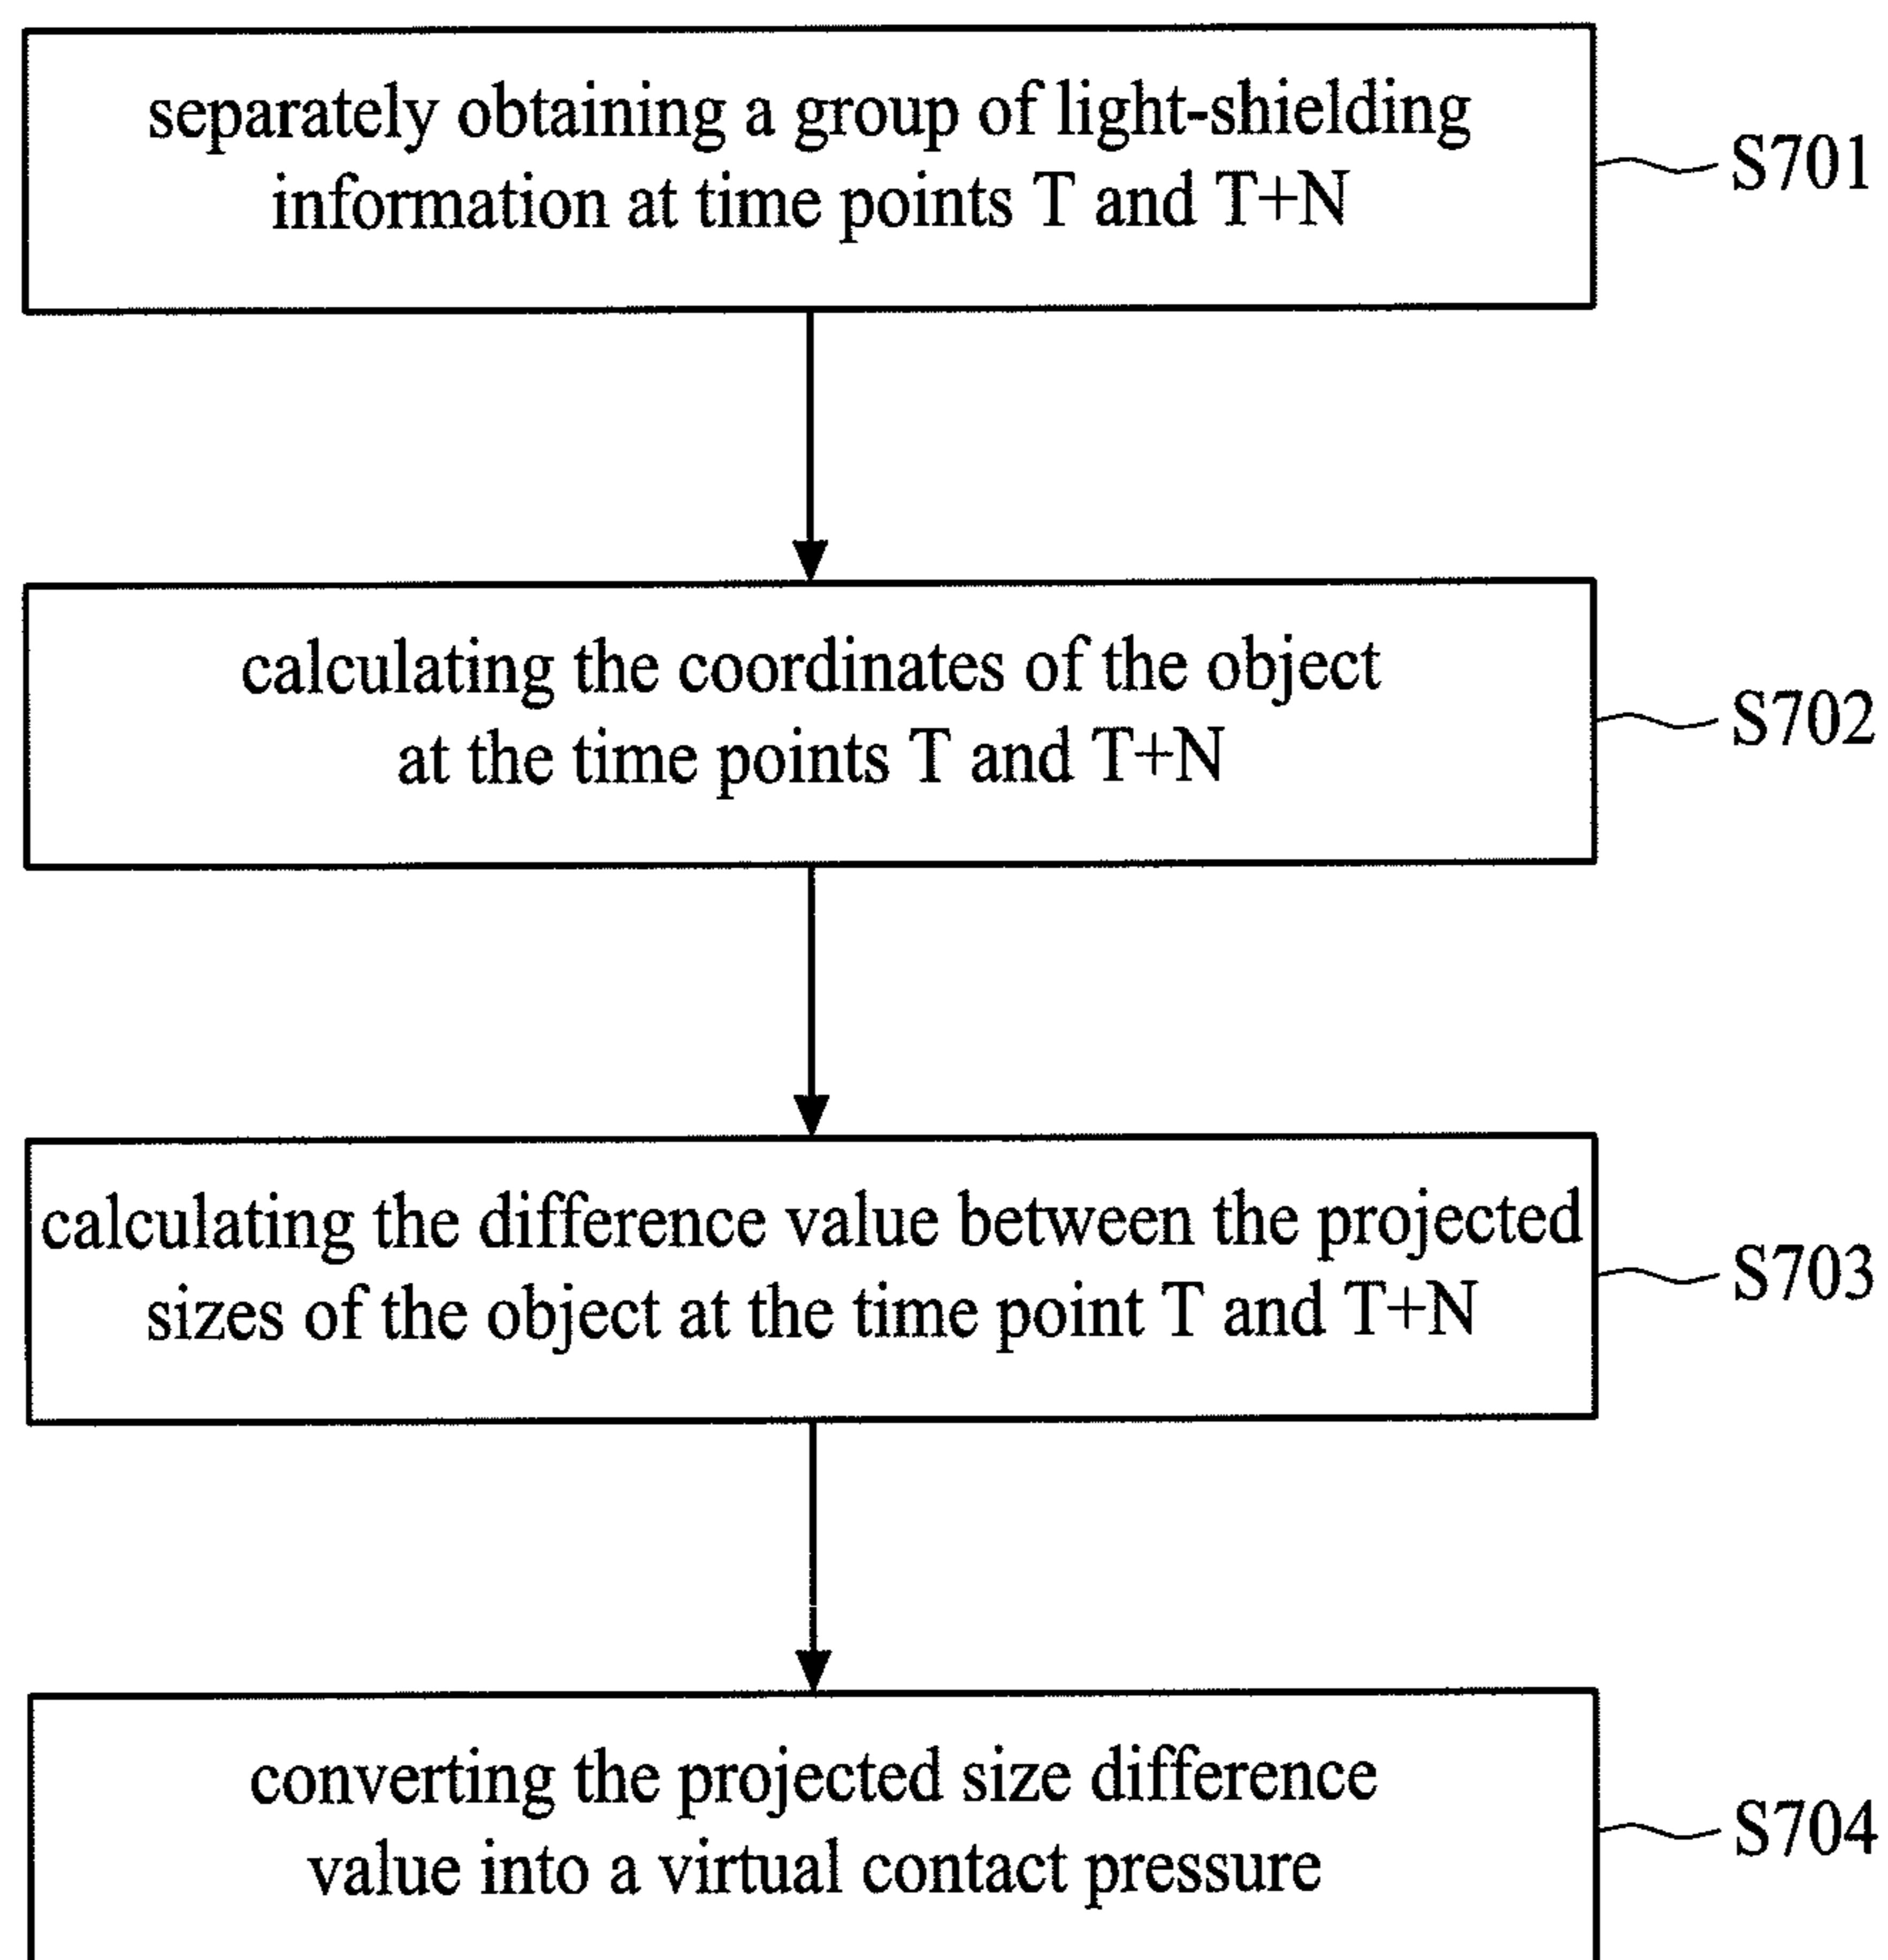 separately obtaining a group of light-shielding
information at time points T and T+N
S701
calculating the coordinates of the object
at the time points T and T+N
S702
calculating the difference value between the projected
sizes of the object at the time point T and T+N
S703
converting the projected size difference
value into a virtual contact pressure
S704